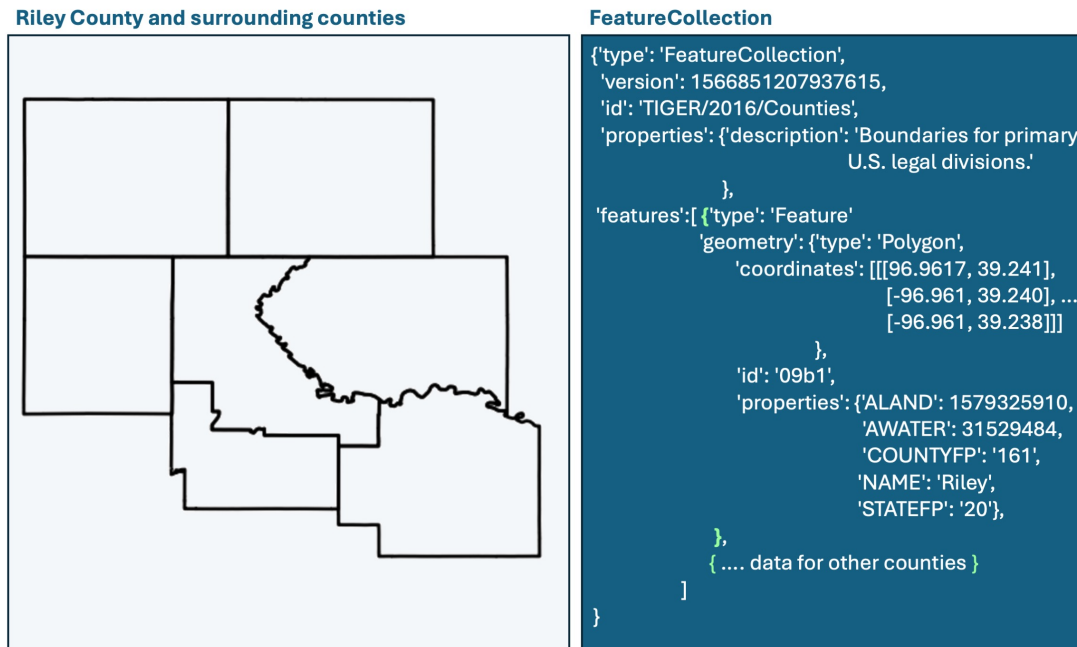 Riley County and surrounding counties
FeatureCollection
{'type': 'FeatureCollection',
'version': 1566851207937615,
'id': 'TIGER/2016/Counties',
'properties': {'description': 'Boundaries for primary
U.S. legal divisions.'
},
'features':[ {'type': 'Feature'
'geometry': {'type': 'Polygon',
'coordinates': [[[96.9617, 39.241],
[-96.961, 39.240], ...
[-96.961, 39.238]]]
},
'id': '09b1',
'properties': {'ALAND': 1579325910,
'AWATER': 31529484,
'COUNTYFP': '161',
'NAME': 'Riley',
'STATEFP': '20'},
},
{ .... data for other counties }
]
}